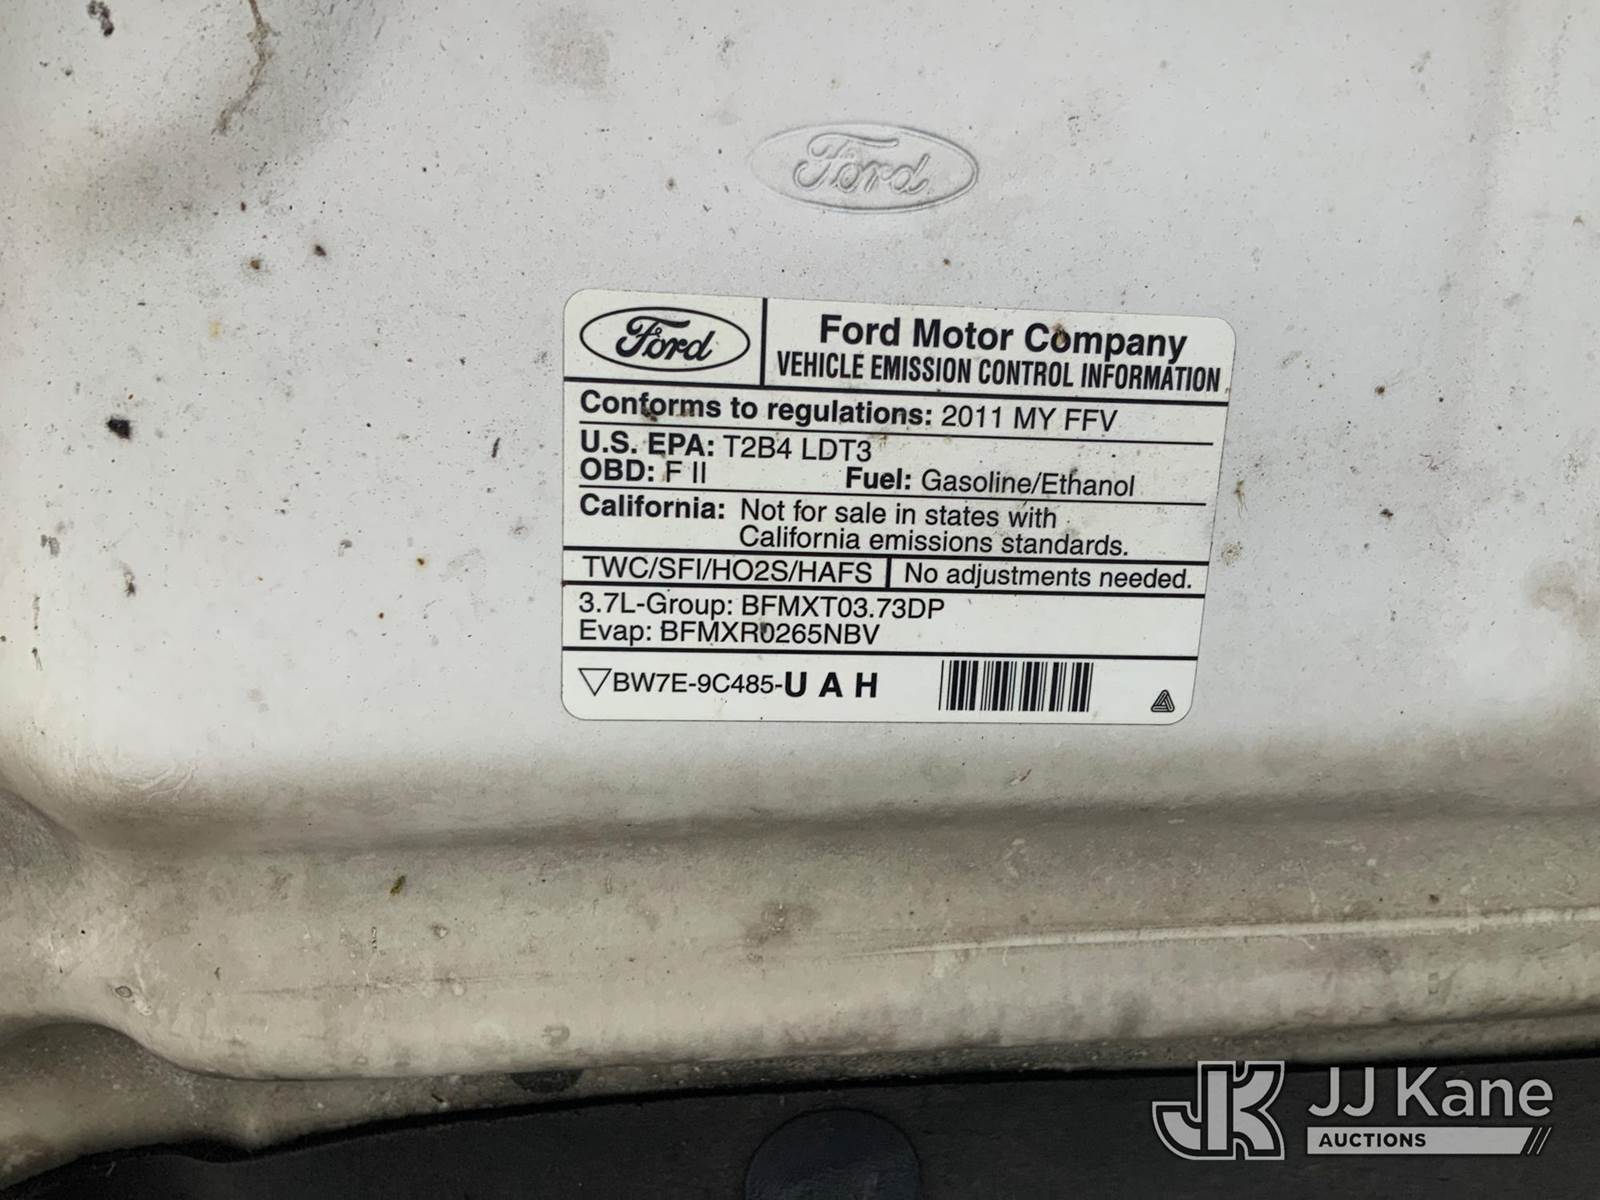 Ford
Ford
Ford Motor Company
VEHICLE EMISSION CONTROL INFORMATION
Conforms to regulations: 2011 MY FFV
U.S. EPA: T2B4 LDT3
OBD: F II Fuel: Gasoline/Ethanol
California: Not for sale in states with
California emissions standards.
TWC/SFI/HO2S/HAFS No adjustments needed.
3.7L-Group: BFMXT03.73DP
Evap: BFMXR0265NBV
BW7E-9C485-UAH
JK JJ Kane
AUCTIONS